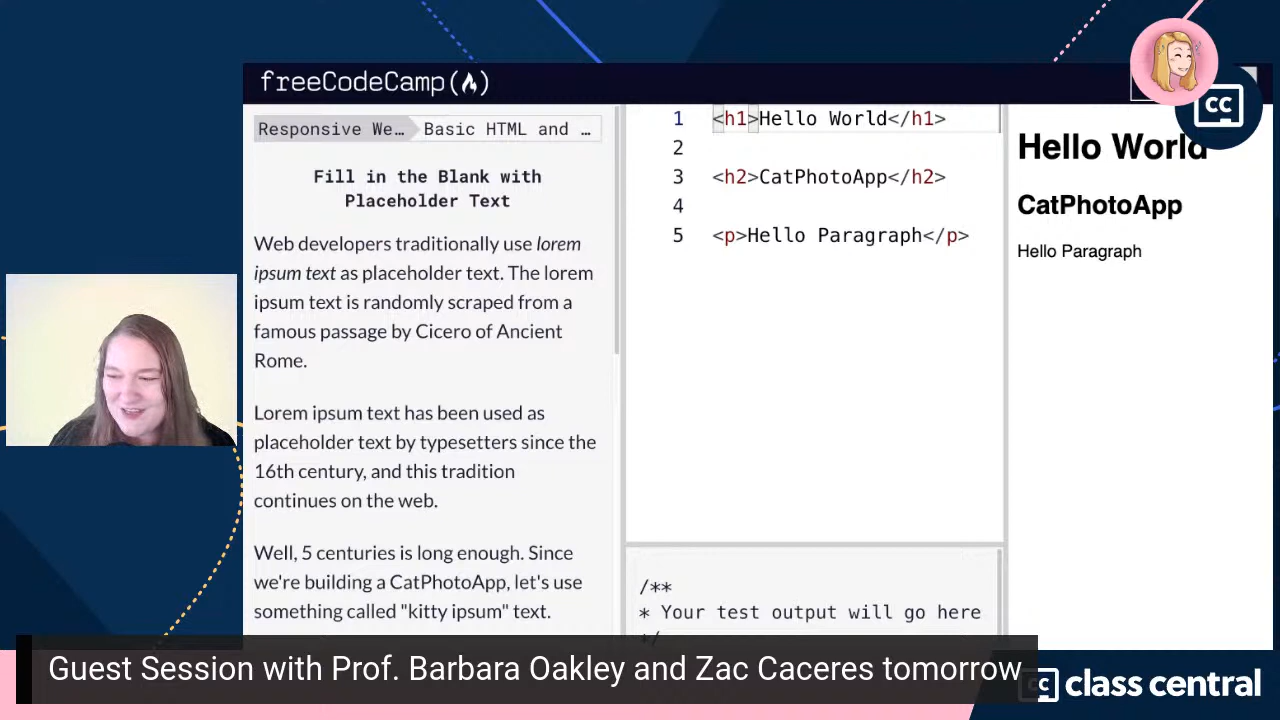 freeCodeCamp(🔥)
Responsive We… Basic HTML and …
Fill in the Blank with
Placeholder Text
Web developers traditionally use lorem
ipsum text as placeholder text. The lorem
ipsum text is randomly scraped from a
famous passage by Cicero of Ancient
Rome.
Lorem ipsum text has been used as
placeholder text by typesetters since the
16th century, and this tradition
continues on the web.
Well, 5 centuries is long enough. Since
we're building a CatPhotoApp, let's use
something called "kitty ipsum" text.
1 <h1>Hello World</h1>
2
3 <h2>CatPhotoApp</h2>
4
5 <p>Hello Paragraph</p>
/**
* Your test output will go here
*/
CC
Hello World
CatPhotoApp
Hello Paragraph
Guest Session with Prof. Barbara Oakley and Zac Caceres tomorrow
CC class central